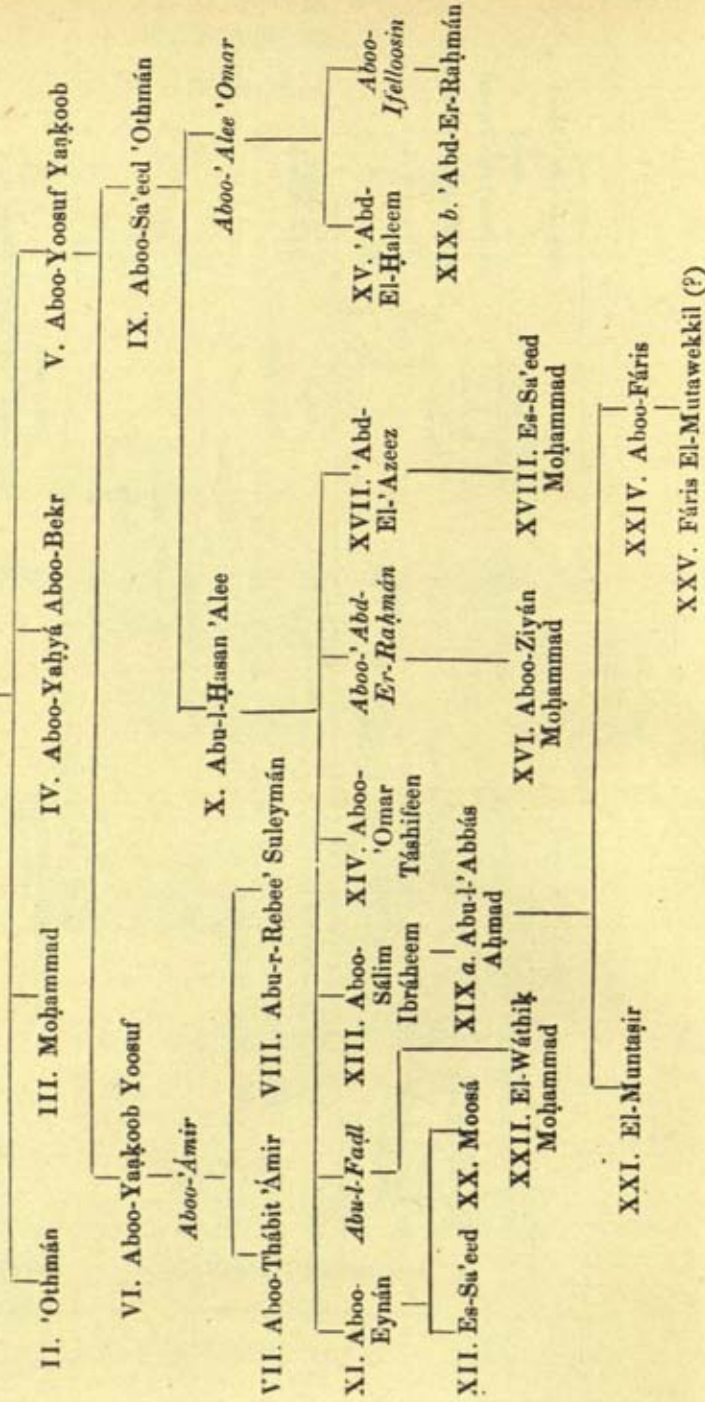 II. 'Othmán III. Moḥammad IV. Aboo-Yaḥyá Aboo-Bekr V. Aboo-Yoosuf Yaạḳoob
VI. Aboo-Yaạḳoob Yoosuf IX. Aboo-Sa'eed 'Othmán
Aboo-'Ámir X. Abu-l-Ḥasan 'Alee Aboo-'Alee 'Omar
VII. Aboo-Thábit 'Ámir VIII. Abu-r-Rebee' Suleymán
XI. Aboo-
Eynán
Abu-l-Faḍl
XIII. Aboo-
Sálim
Ibráheem
XIV. Aboo-
'Omar
Táshifeen
Aboo-'Abd-
Er-Raḥmán
XVII. 'Abd-
El-'Azeez
XV. 'Abd-
El-Ḥaleem
Aboo-
Ifelloosin
XII. Es-Sa'eed XX. Moosá
XIX a. Abu-l-'Abbás
Aḥmad
XIX b. 'Abd-Er-Raḥmán
XXII. El-Wáthiḳ
Moḥammad
XVI. Aboo-Ziyán
Moḥammad
XVIII. Es-Sa'eed
Moḥammad
XXI. El-Muntaṣir XXIV. Aboo-Fáris
XXV. Fáris El-Mutawekkil (?)